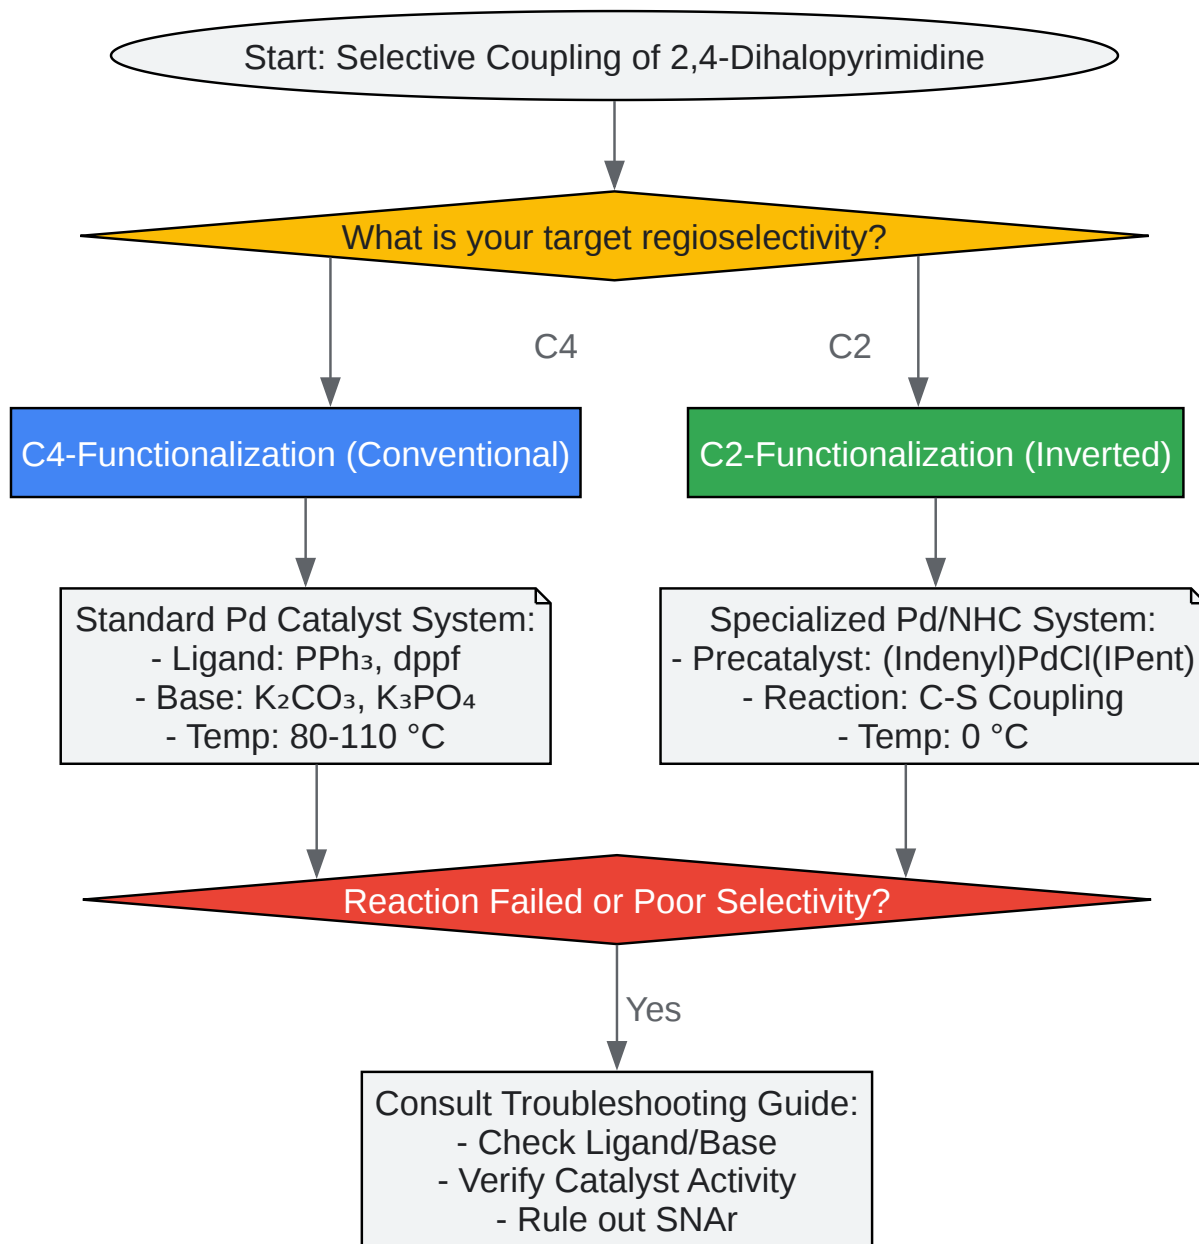 Start: Selective Coupling of 2,4-Dihalopyrimidine
What is your target regioselectivity?
C4
C2
C4-Functionalization (Conventional)
C2-Functionalization (Inverted)
Standard Pd Catalyst System:
- Ligand: PPh₃, dppf
- Base: K₂CO₃, K₃PO₄
- Temp: 80-110 °C
Specialized Pd/NHC System:
- Precatalyst: (Indenyl)PdCl(IPent)
- Reaction: C-S Coupling
- Temp: 0 °C
Reaction Failed or Poor Selectivity?
Yes
Consult Troubleshooting Guide:
- Check Ligand/Base
- Verify Catalyst Activity
- Rule out SNAr